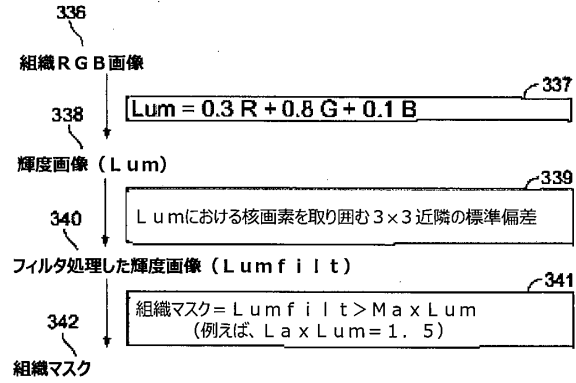 336
組織RGB画像
337
Lum = 0.3 R + 0.8 G + 0.1 B
338
輝度画像（Lum）
339
Lumにおける核画素を取り囲む3×3近隣の標準偏差
340
フィルタ処理した輝度画像（Lumfilt）
341
組織マスク＝Lumfilt＞MaxLum
（例えば、LaxLum＝1．5）
342
組織マスク